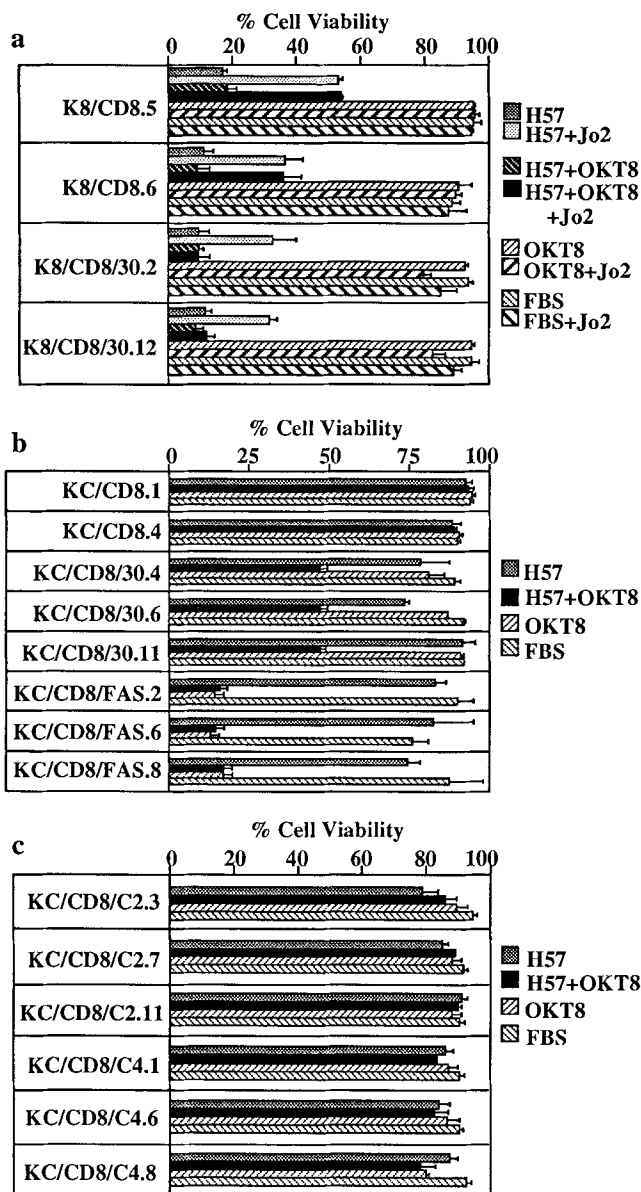 a
% Cell Viability
0 20 40 60 80 100
K8/CD8.5
K8/CD8.6
K8/CD8/30.2
K8/CD8/30.12
H57
H57+Jo2
H57+OKT8
H57+OKT8
+Jo2
OKT8
OKT8+Jo2
FBS
FBS+Jo2
b
% Cell Viability
0 25 50 75 100
KC/CD8.1
KC/CD8.4
KC/CD8/30.4
KC/CD8/30.6
KC/CD8/30.11
KC/CD8/FAS.2
KC/CD8/FAS.6
KC/CD8/FAS.8
H57
H57+OKT8
OKT8
FBS
c
% Cell Viability
0 20 40 60 80 100
KC/CD8/C2.3
KC/CD8/C2.7
KC/CD8/C2.11
KC/CD8/C4.1
KC/CD8/C4.6
KC/CD8/C4.8
H57
H57+OKT8
OKT8
FBS